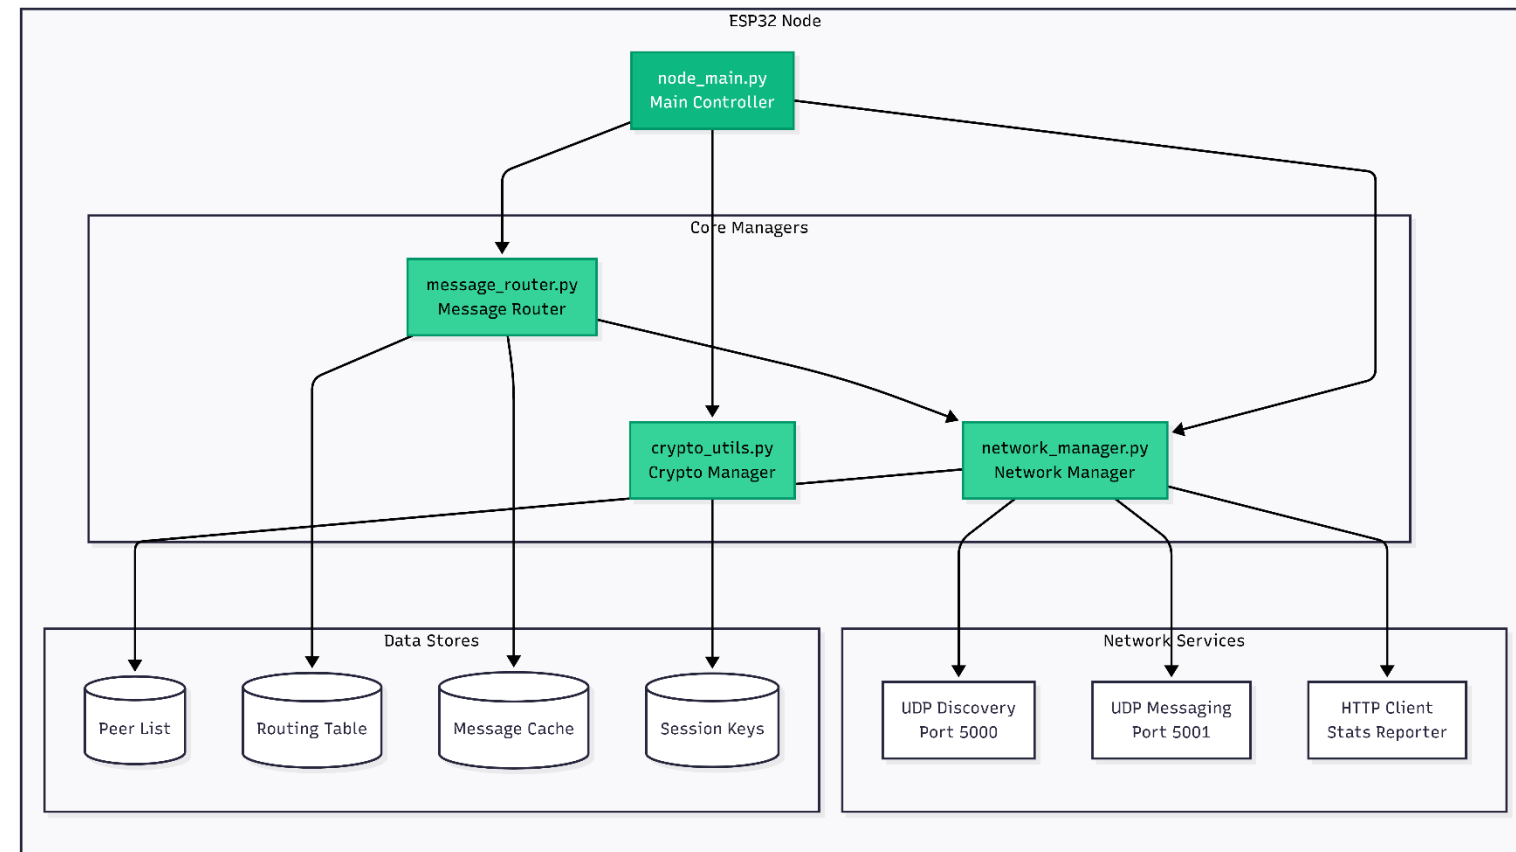 ESP32 Node
node_main.py
Main Controller
Core Managers
message_router.py
Message Router
crypto_utils.py
Crypto Manager
network_manager.py
Network Manager
Data Stores
Peer List
Routing Table
Message Cache
Session Keys
Network Services
UDP Discovery
Port 5000
UDP Messaging
Port 5001
HTTP Client
Stats Reporter